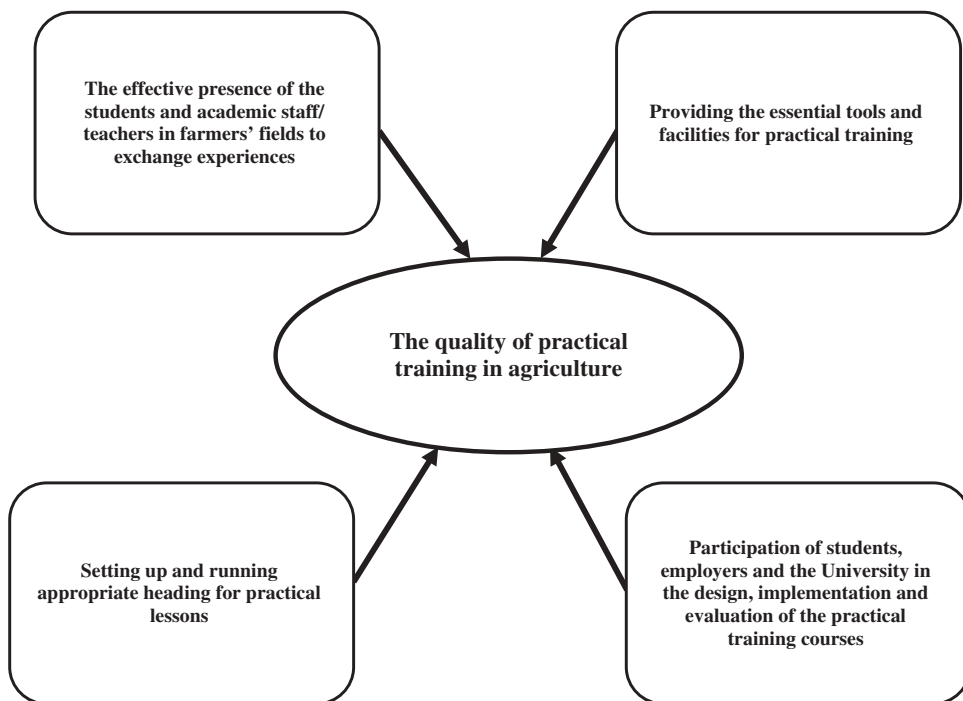 The effective presence of the
students and academic staff/
teachers in farmers’ fields to
exchange experiences
Providing the essential tools and
facilities for practical training
The quality of practical
training in agriculture
Setting up and running
appropriate heading for practical
lessons
Participation of students,
employers and the University in
the design, implementation and
evaluation of the practical
training courses